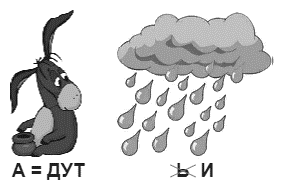 А = ДУТ Ь И